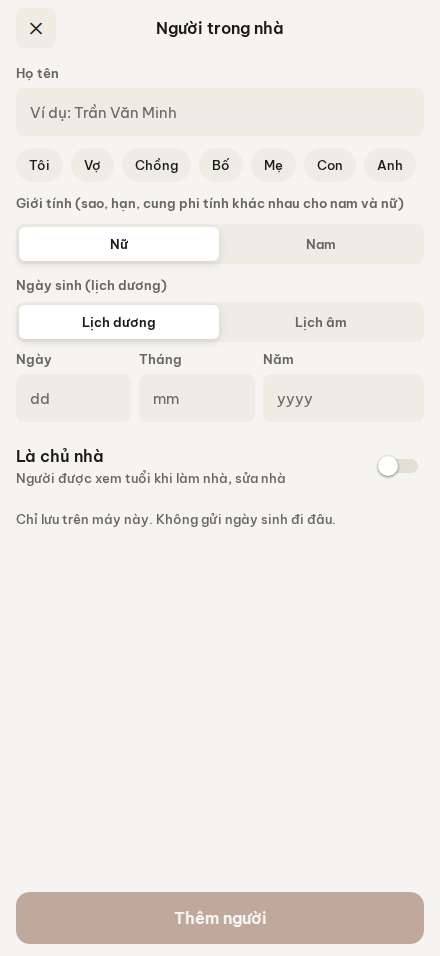 Người trong nhà
Họ tên
Ví dụ: Trần Văn Minh
Tôi Vợ Chồng Bố Mẹ Con Anh
Giới tính (sao, hạn, cung phi tính khác nhau cho nam và nữ)
Nữ Nam
Ngày sinh (lịch dương)
Lịch dương Lịch âm
Ngày Tháng Năm
dd mm yyyy
Là chủ nhà
Người được xem tuổi khi làm nhà, sửa nhà
Chỉ lưu trên máy này. Không gửi ngày sinh đi đâu.
Thêm người